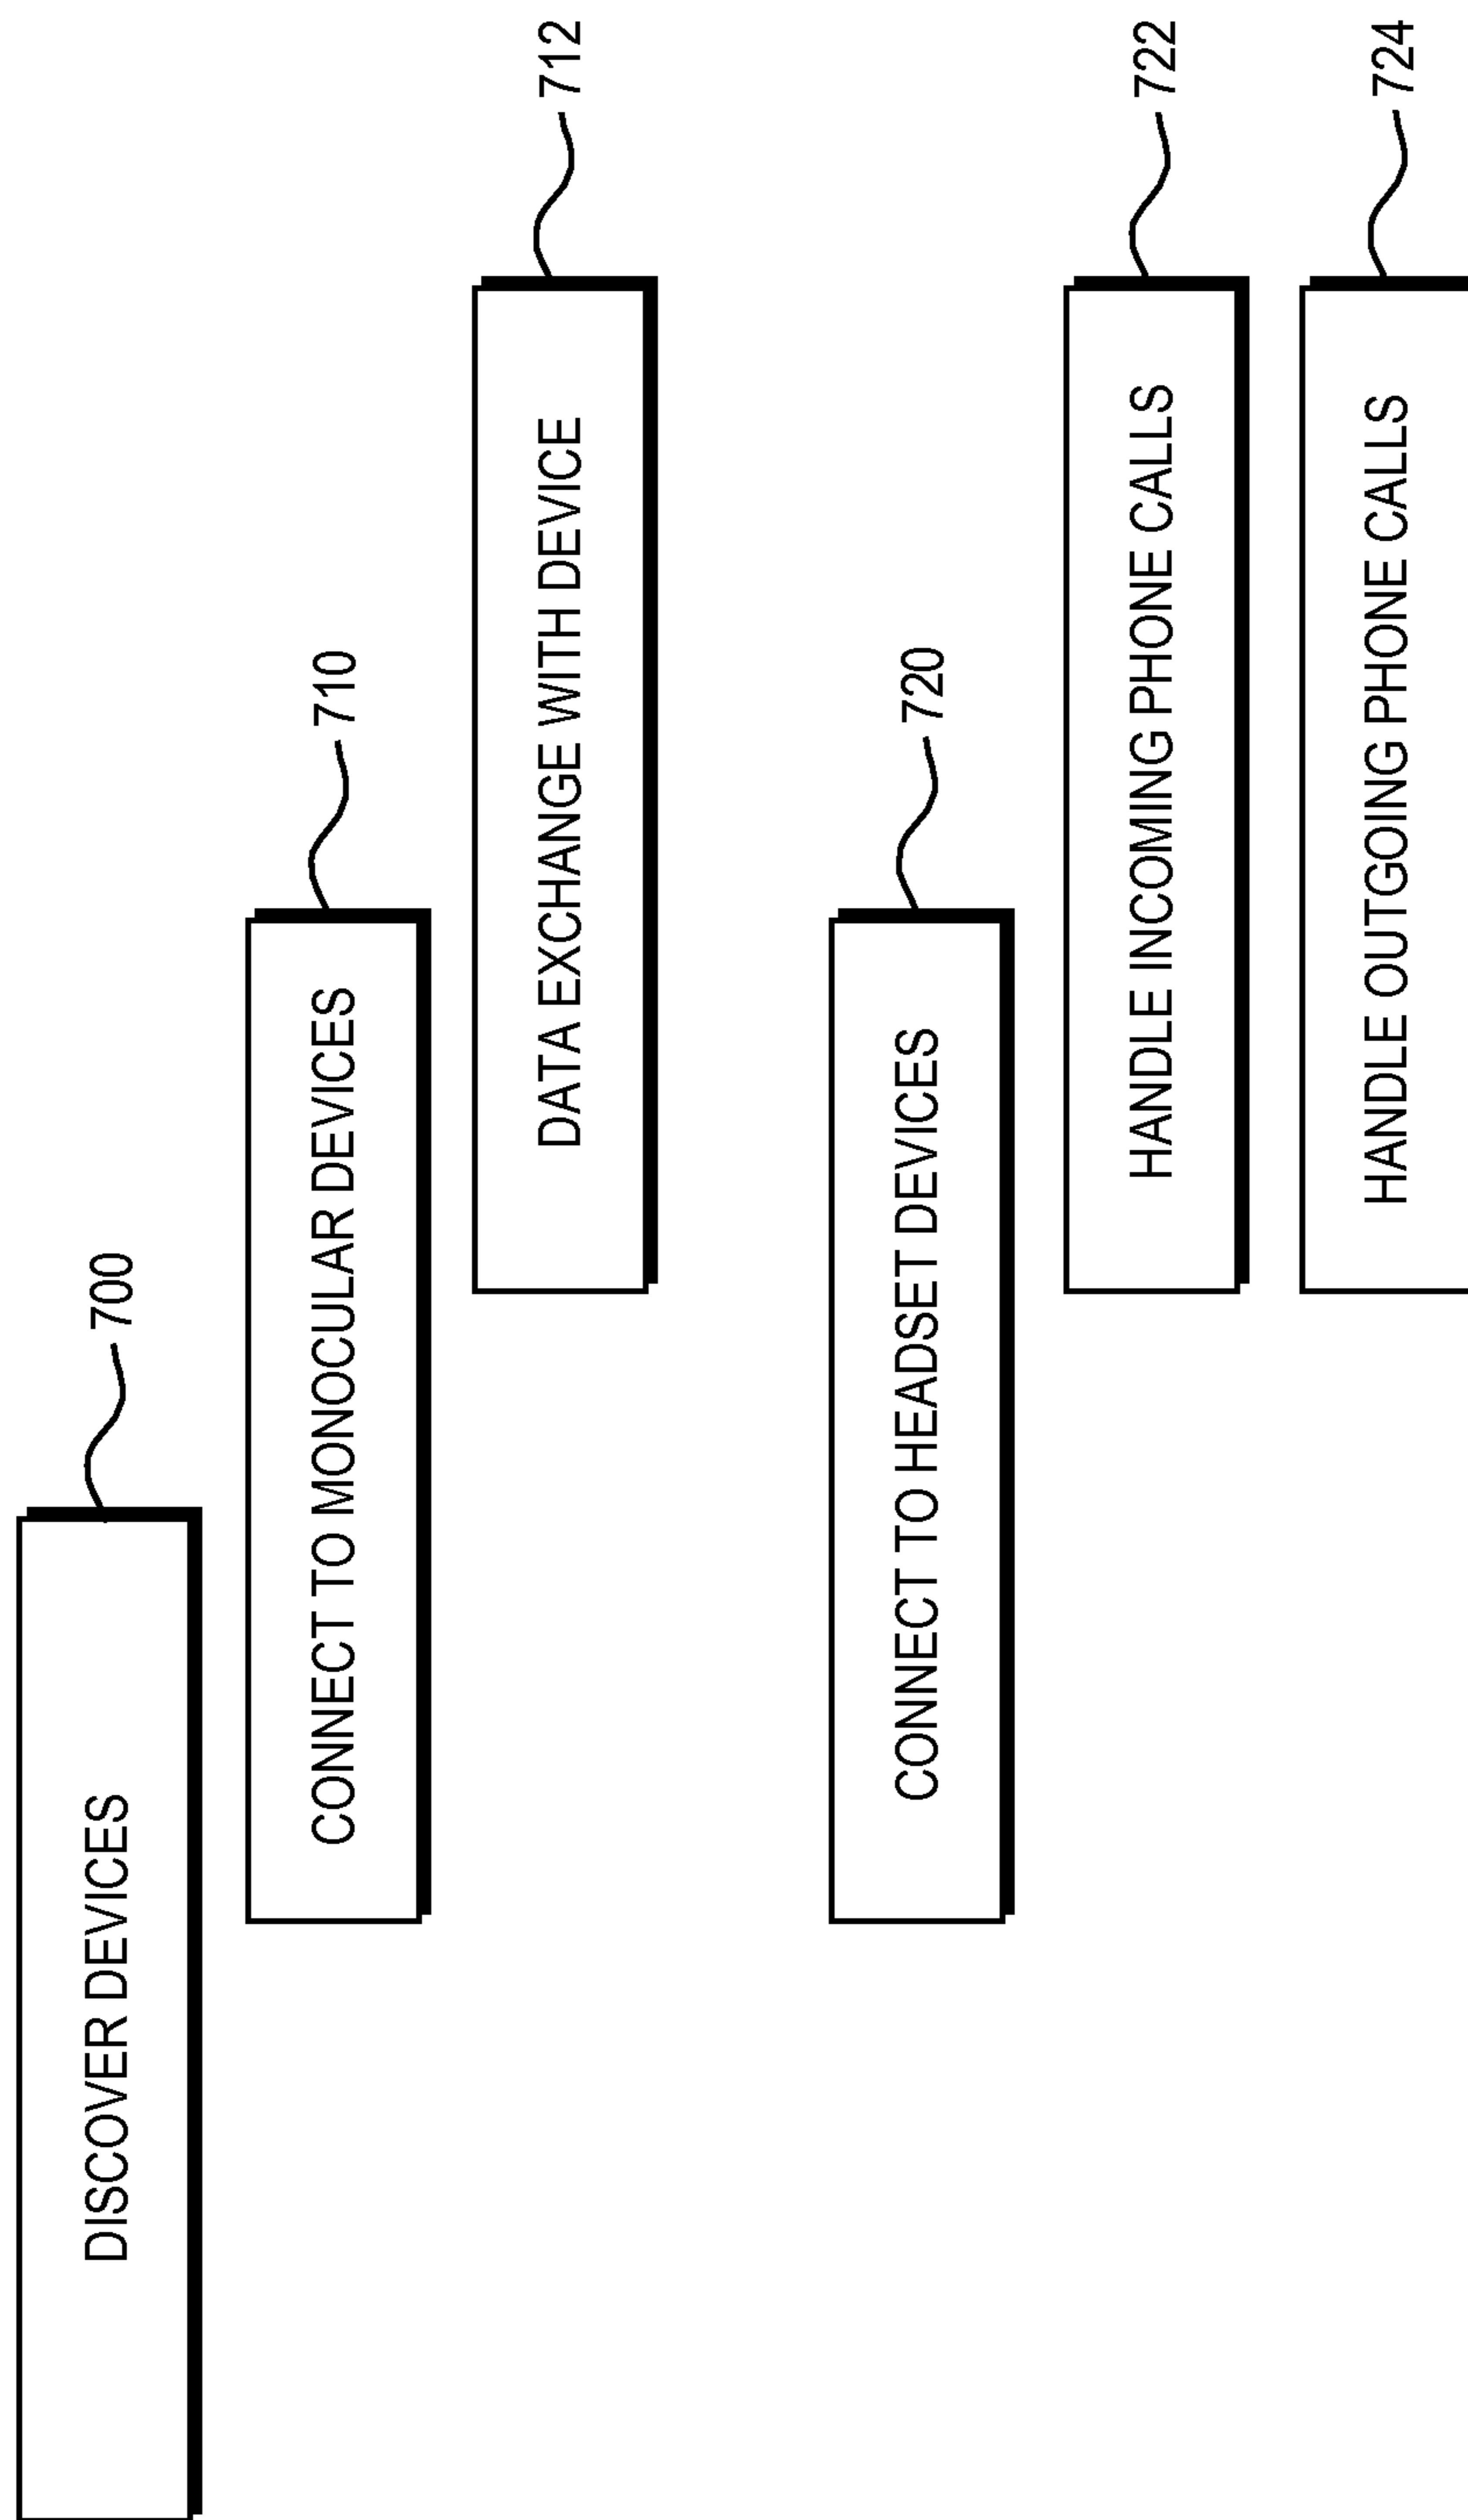 DISCOVER DEVICES
700
CONNECT TO MONOCULAR DEVICES
710
DATA EXCHANGE WITH DEVICE
712
CONNECT TO HEADSET DEVICES
720
HANDLE INCOMING PHONE CALLS
722
HANDLE OUTGOING PHONE CALLS
724